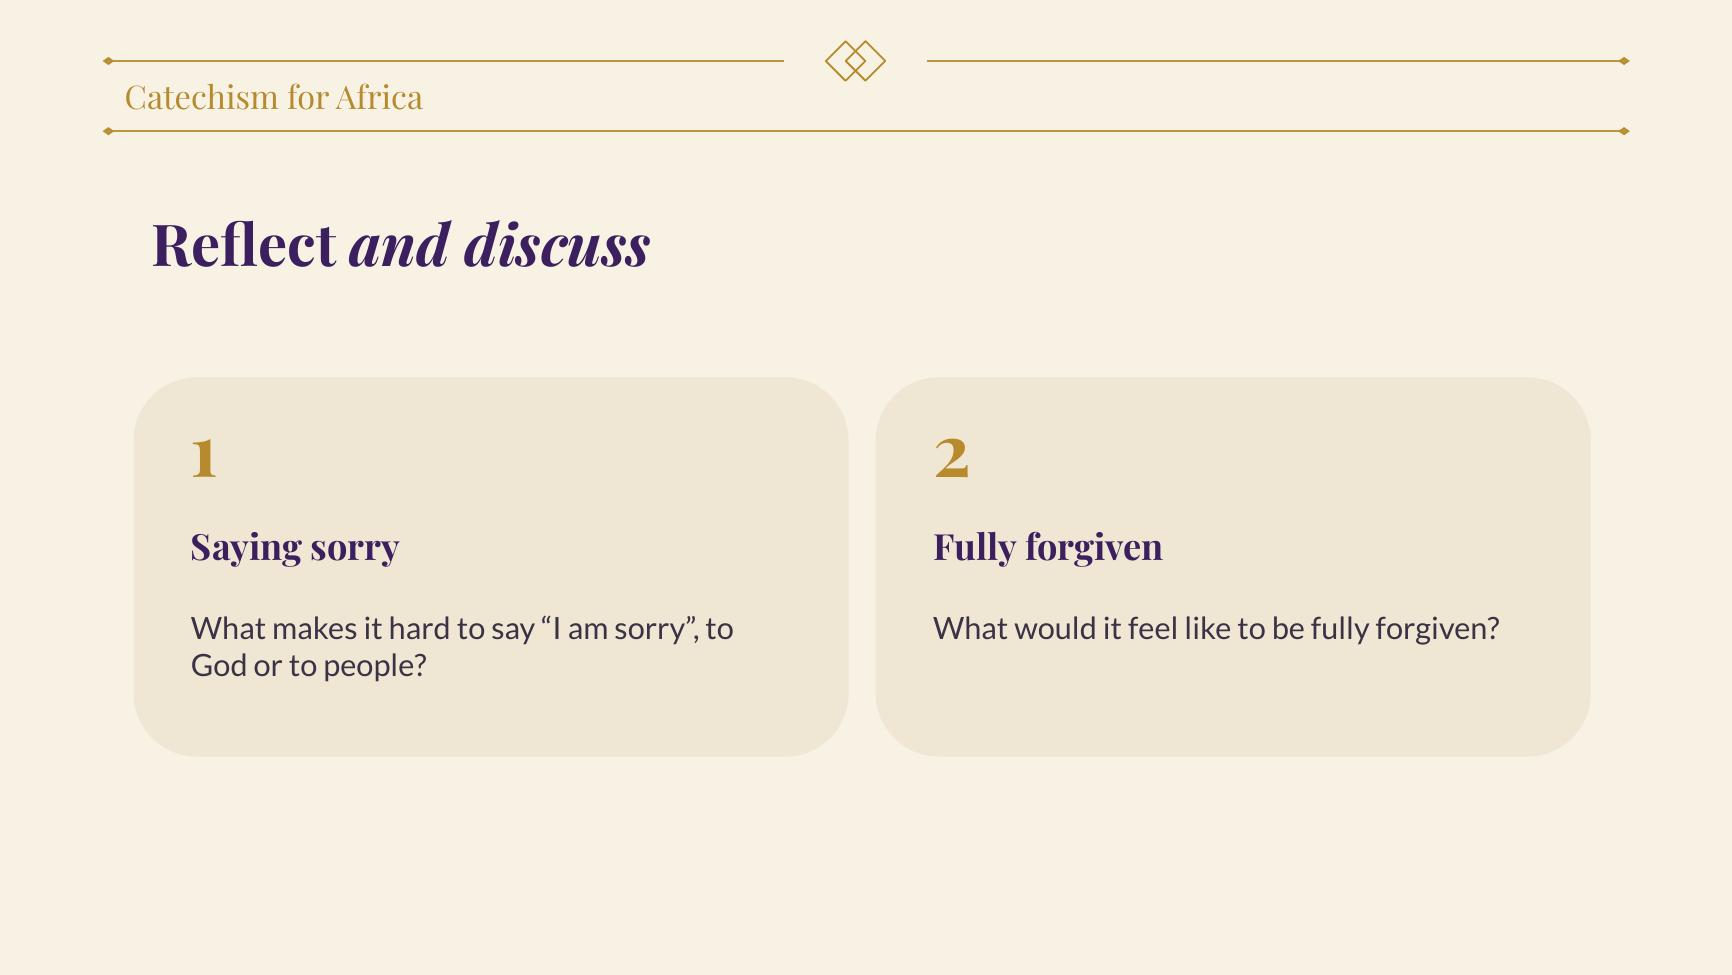 Catechism for Africa
Reflect and discuss
1
Saying sorry
What makes it hard to say “I am sorry”, to
God or to people?
2
Fully forgiven
What would it feel like to be fully forgiven?